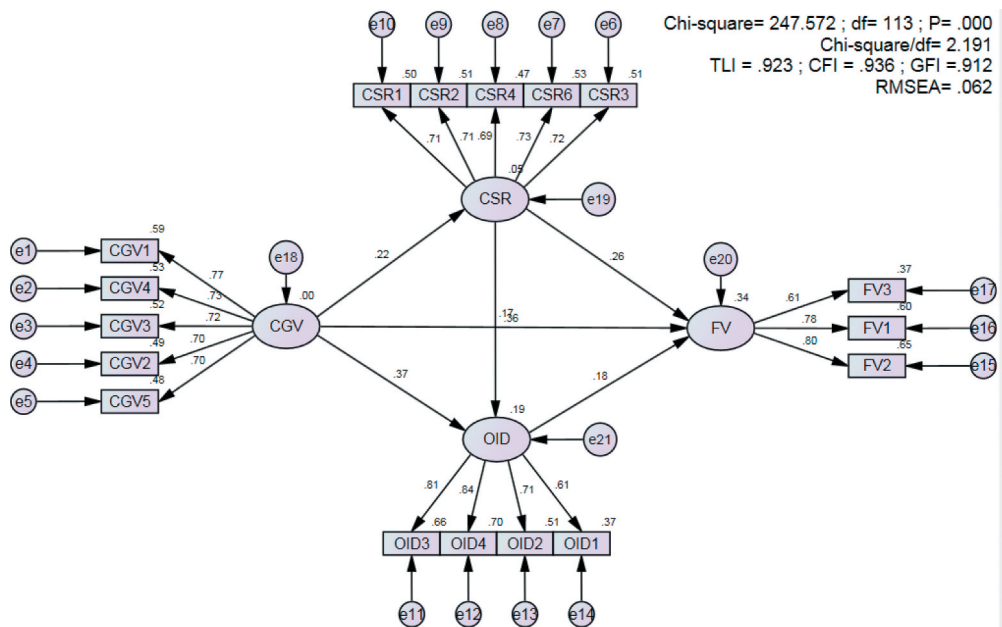 Chi-square= 247.572 ; df= 113 ; P= .000
Chi-square/df= 2.191
TLI = .923 ; CFI = .936 ; GFI =.912
RMSEA= .062
e10 e9 e8 e7 e6
.50 .51 .47 .53 .51
CSR1 CSR2 CSR4 CSR6 CSR3
.71 .71 .69 .73 .72
.05
CSR e19
.59
e1 CGV1
.77
e18 .22 .26 e20
.53
e2 CGV4
.73
.37
FV3 e17
.61
.52
e3 CGV3
.72
.00
CGV
.17
.36
.34
FV
.60
.78
FV1 e16
.49
e4 CGV2
.70
.65
.80
FV2 e15
.48
e5 CGV5
.70
.37 .18
.19
OID e21
.81 .84 .71 .61
.66 .70 .51 .37
OID3 OID4 OID2 OID1
e11 e12 e13 e14